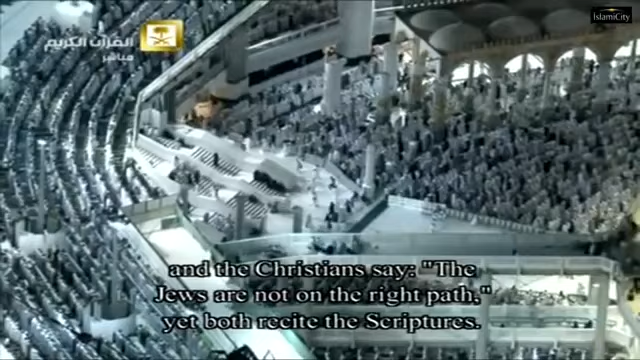 القرآن الكريم
مباشر
IslamiCity
and the Christians say: "The
Jews are not on the right path,"
yet both recite the Scriptures.